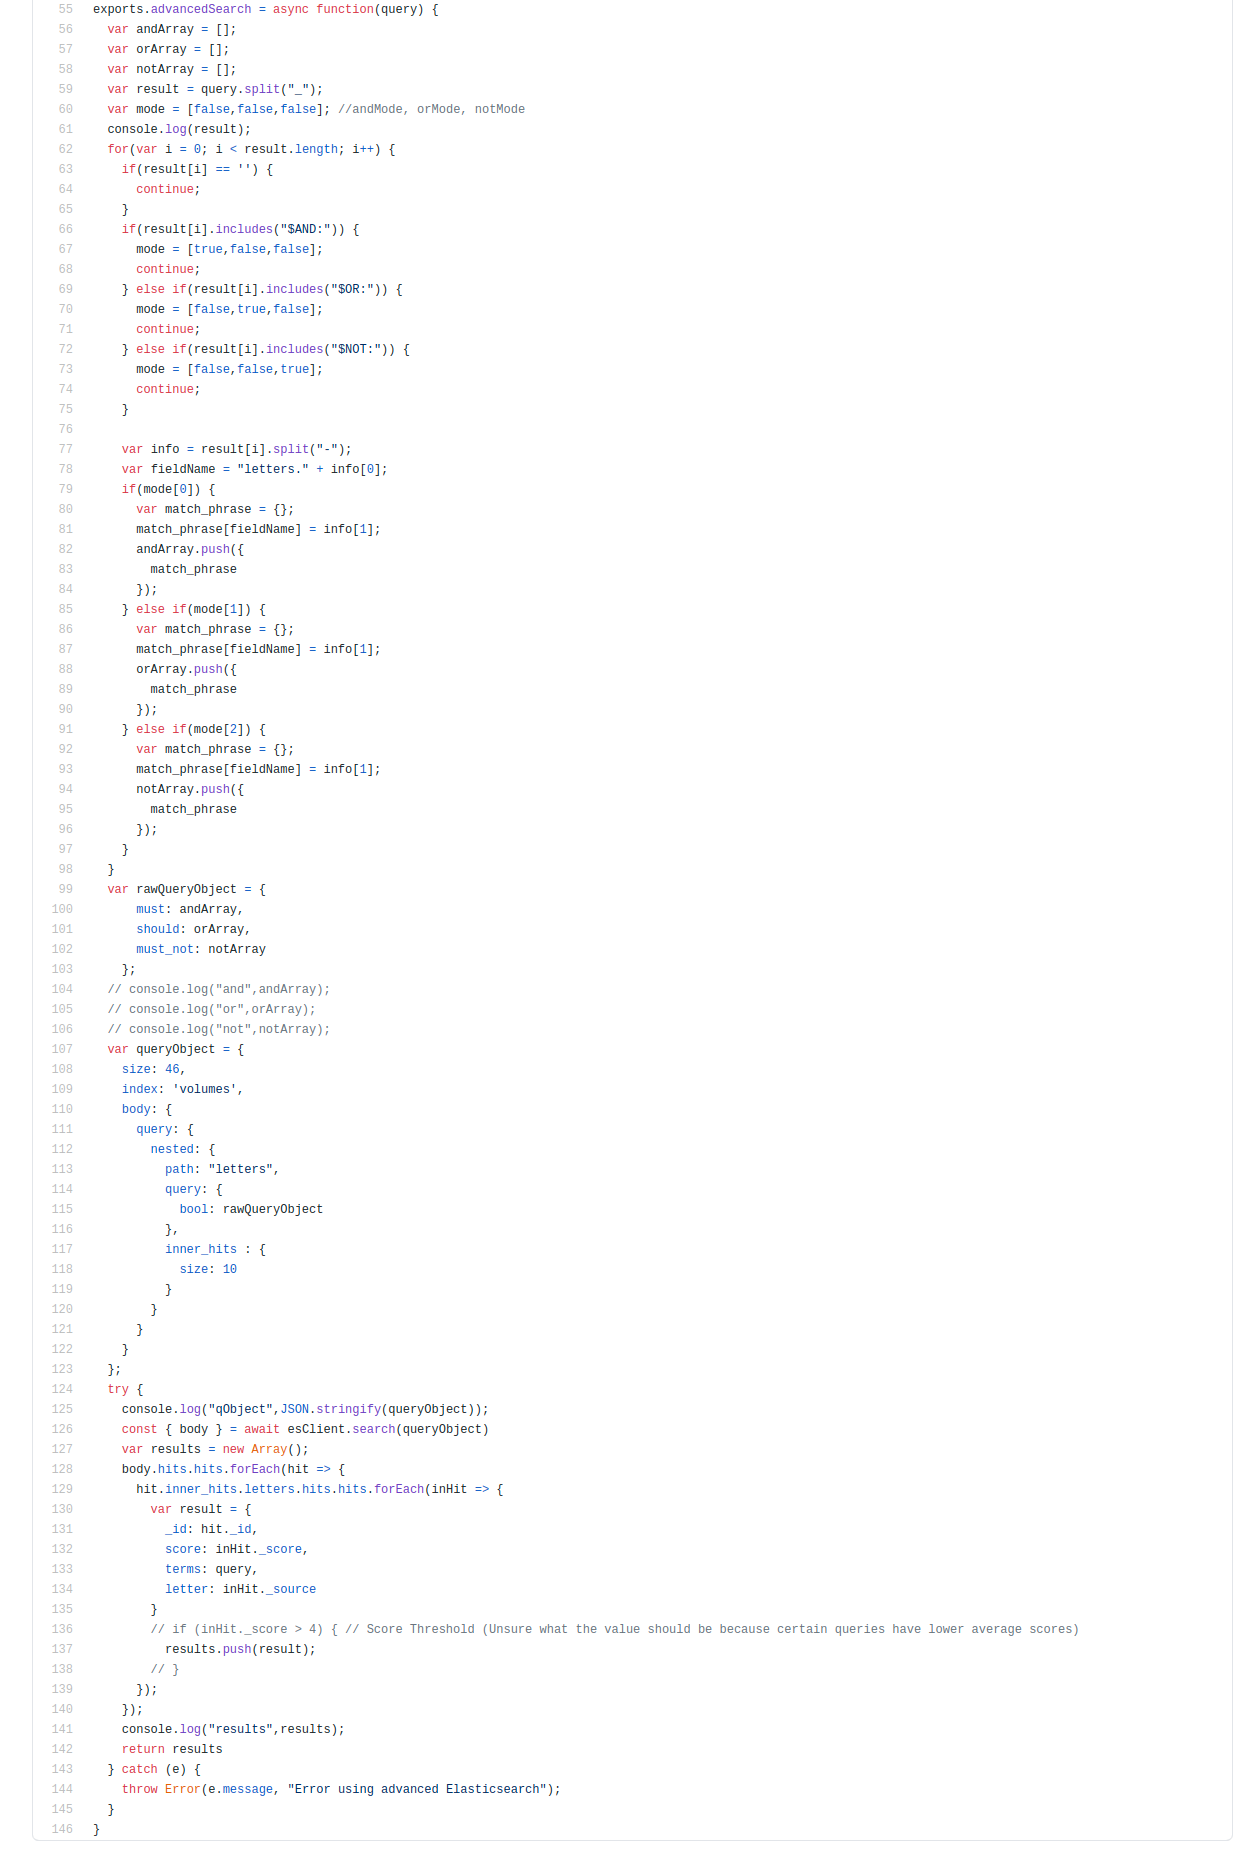 55 exports.advancedSearch = async function(query) {
56   var andArray = [];
57   var orArray = [];
58   var notArray = [];
59   var result = query.split("_");
60   var mode = [false,false,false]; //andMode, orMode, notMode
61   console.log(result);
62   for(var i = 0; i < result.length; i++) {
63     if(result[i] == '') {
64       continue;
65     }
66     if(result[i].includes("$AND:")) {
67       mode = [true,false,false];
68       continue;
69     } else if(result[i].includes("$OR:")) {
70       mode = [false,true,false];
71       continue;
72     } else if(result[i].includes("$NOT:")) {
73       mode = [false,false,true];
74       continue;
75     }
76
77     var info = result[i].split("-");
78     var fieldName = "letters." + info[0];
79     if(mode[0]) {
80       var match_phrase = {};
81       match_phrase[fieldName] = info[1];
82       andArray.push({
83         match_phrase
84       });
85     } else if(mode[1]) {
86       var match_phrase = {};
87       match_phrase[fieldName] = info[1];
88       orArray.push({
89         match_phrase
90       });
91     } else if(mode[2]) {
92       var match_phrase = {};
93       match_phrase[fieldName] = info[1];
94       notArray.push({
95         match_phrase
96       });
97     }
98   }
99   var rawQueryObject = {
100       must: andArray,
101       should: orArray,
102       must_not: notArray
103     };
104   // console.log("and",andArray);
105   // console.log("or",orArray);
106   // console.log("not",notArray);
107   var queryObject = {
108     size: 46,
109     index: 'volumes',
110     body: {
111       query: {
112         nested: {
113           path: "letters",
114           query: {
115             bool: rawQueryObject
116           },
117           inner_hits : {
118             size: 10
119           }
120         }
121       }
122     }
123   };
124   try {
125     console.log("qObject",JSON.stringify(queryObject));
126     const { body } = await esClient.search(queryObject)
127     var results = new Array();
128     body.hits.hits.forEach(hit => {
129       hit.inner_hits.letters.hits.hits.forEach(inHit => {
130         var result = {
131           _id: hit._id,
132           score: inHit._score,
133           terms: query,
134           letter: inHit._source
135         }
136         // if (inHit._score > 4) { // Score Threshold (Unsure what the value should be because certain queries have lower average scores)
137           results.push(result);
138         // }
139       });
140     });
141     console.log("results",results);
142     return results
143   } catch (e) {
144     throw Error(e.message, "Error using advanced Elasticsearch");
145   }
146 }